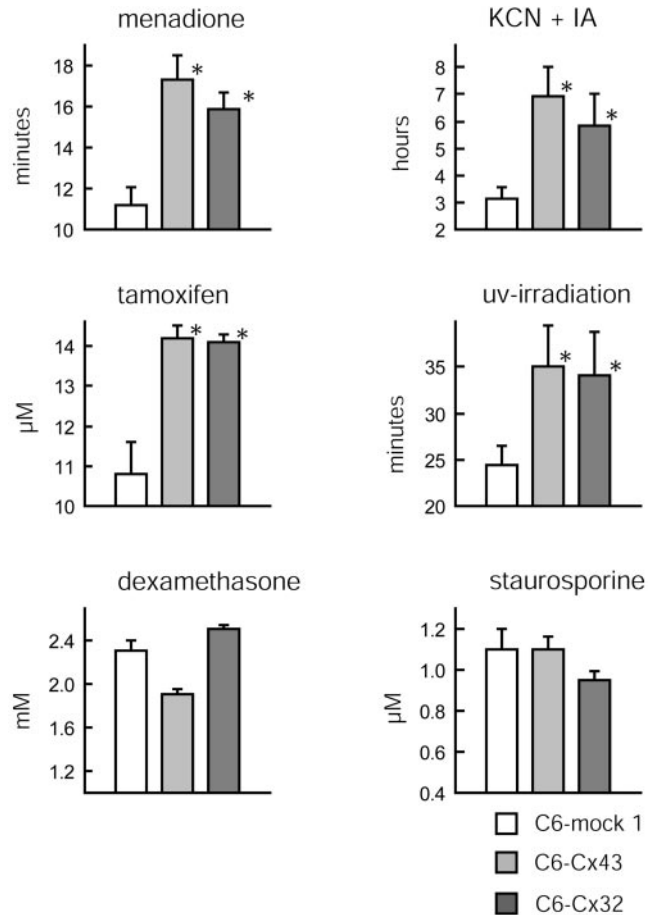 menadione
minutes
18
16
14
12
10
*
*
KCN + IA
hours
8
7
6
5
4
3
2
*
*
tamoxifen
µM
14
13
12
11
10
*
*
uv-irradiation
minutes
35
30
25
20
*
*
dexamethasone
mM
2.4
2.0
1.6
1.2
staurosporine
µM
1.2
1.0
0.8
0.6
0.4
C6-mock 1
C6-Cx43
C6-Cx32